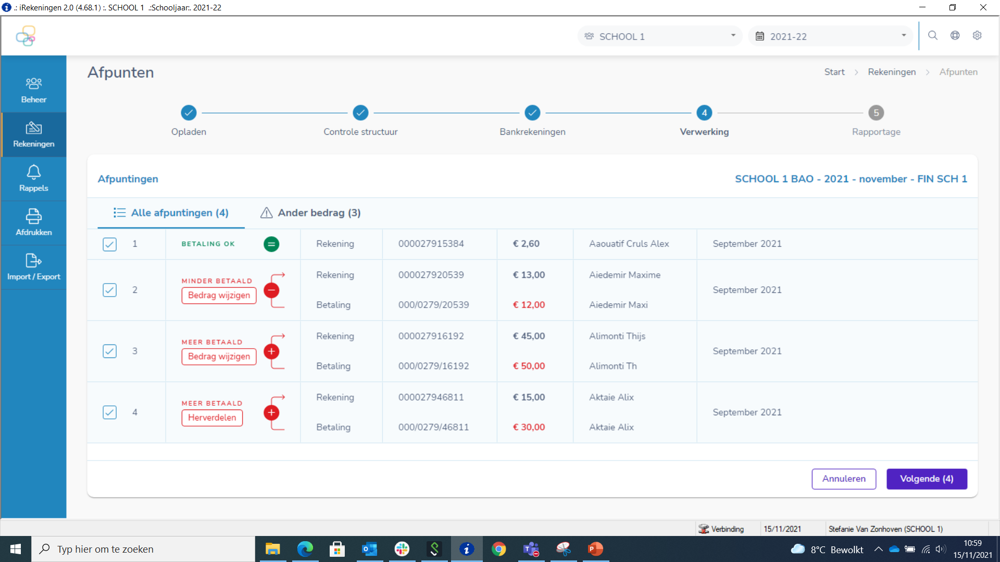 .: iRekeningen 2.0 (4.68.1) :. SCHOOL 1 .:Schooljaar:. 2021-22
SCHOOL 1
2021-22
Afpunten
Start > Rekeningen > Afpunten
Beheer
Rekeningen
Rappels
Afdrukken
Import / Export
Opladen
Controle structuur
Bankrekeningen
4
Verwerking
5
Rapportage
Afpuntingen
SCHOOL 1 BAO - 2021 - november - FIN SCH 1
Alle afpuntingen (4)
Ander bedrag (3)
1 BETALING OK Rekening 000027915384 € 2,60 Aaouatif Cruls Alex September 2021
2 MINDER BETAALD Bedrag wijzigen
Rekening 000027920539 € 13,00 Aiedemir Maxime
Betaling 000/0279/20539 € 12,00 Aiedemir Maxi
September 2021
3 MEER BETAALD Bedrag wijzigen
Rekening 000027916192 € 45,00 Alimonti Thijs
Betaling 000/0279/16192 € 50,00 Alimonti Th
September 2021
4 MEER BETAALD Herverdelen
Rekening 000027946811 € 15,00 Aktaie Alix
Betaling 000/0279/46811 € 30,00 Aktaie Alix
September 2021
Annuleren
Volgende (4)
Verbinding
15/11/2021
Stefanie Van Zonhoven (SCHOOL 1)
Typ hier om te zoeken
8°C Bewolkt
10:59
15/11/2021